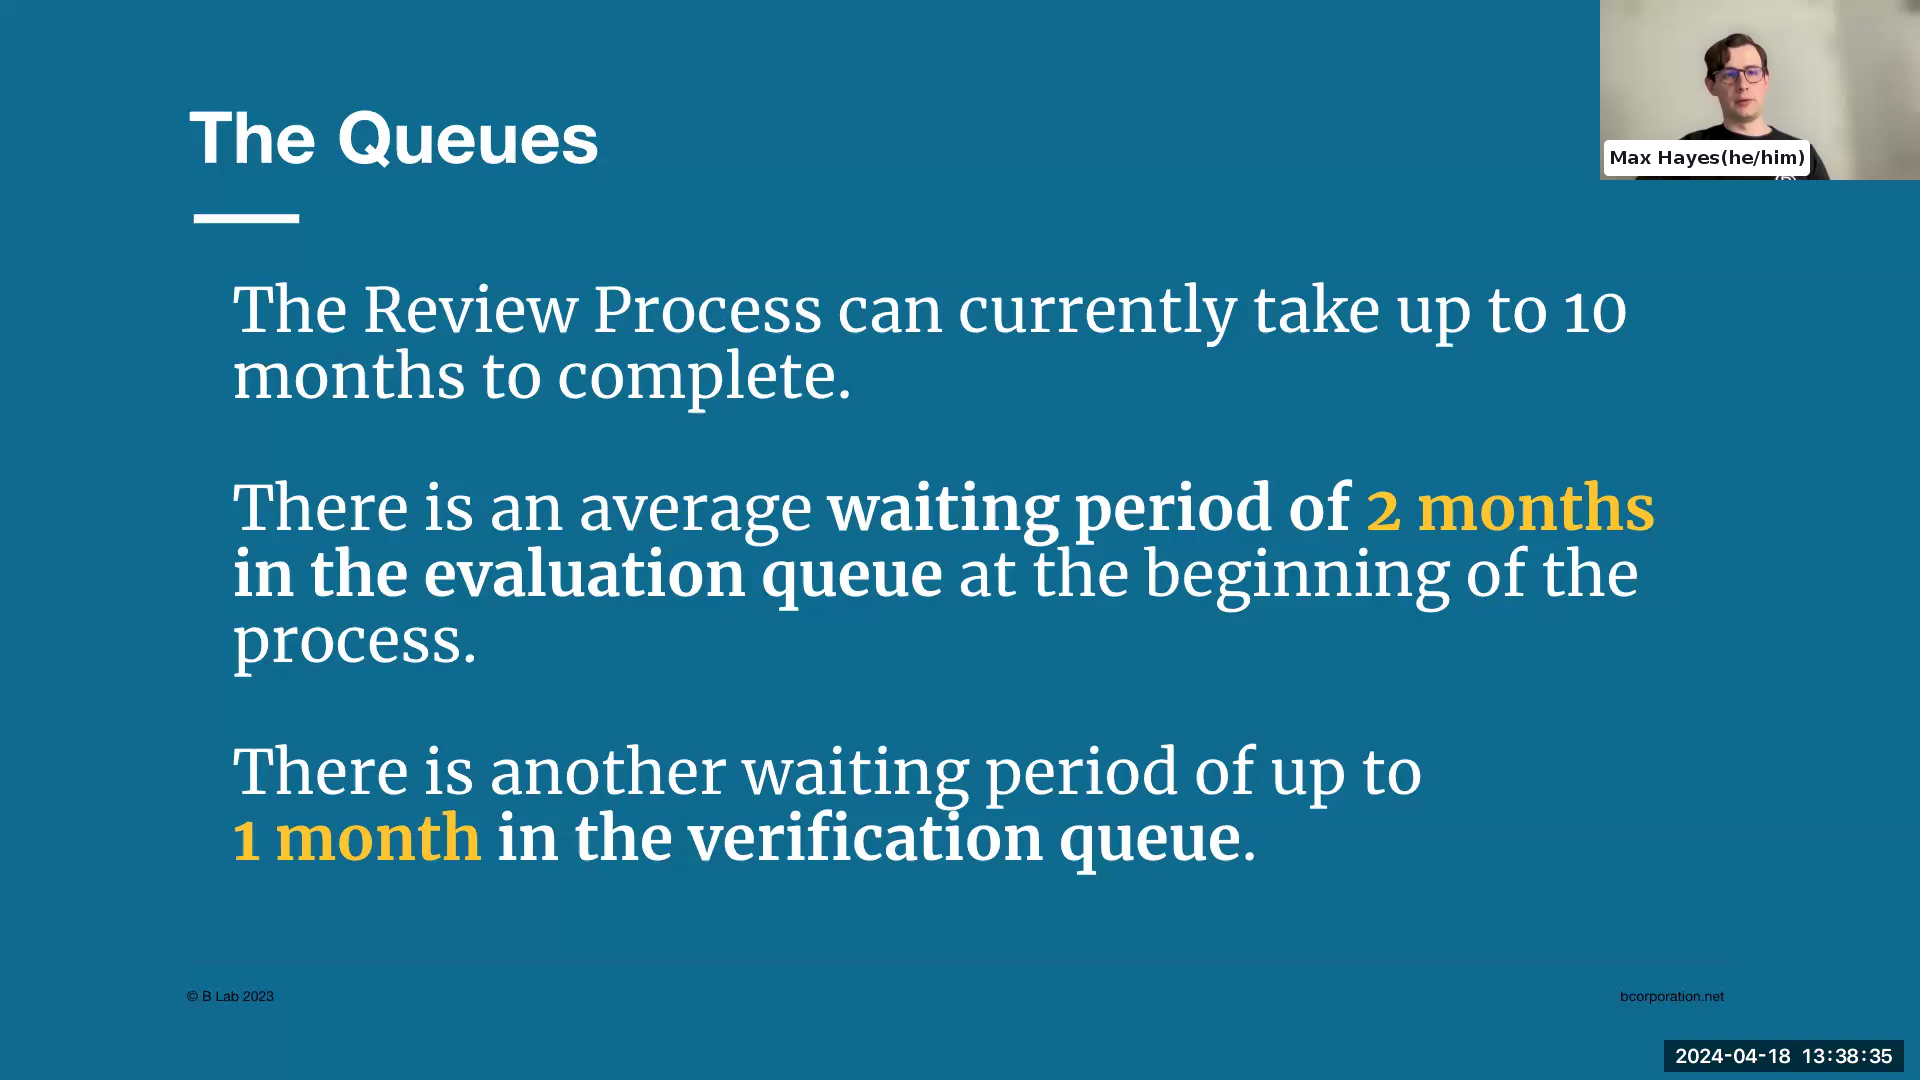 The Queues
Max Hayes(he/him)
The Review Process can currently take up to 10
months to complete.
There is an average waiting period of 2 months
in the evaluation queue at the beginning of the
process.
There is another waiting period of up to
1 month in the verification queue.
© B Lab 2023
bcorporation.net
2024-04-18 13:38:35